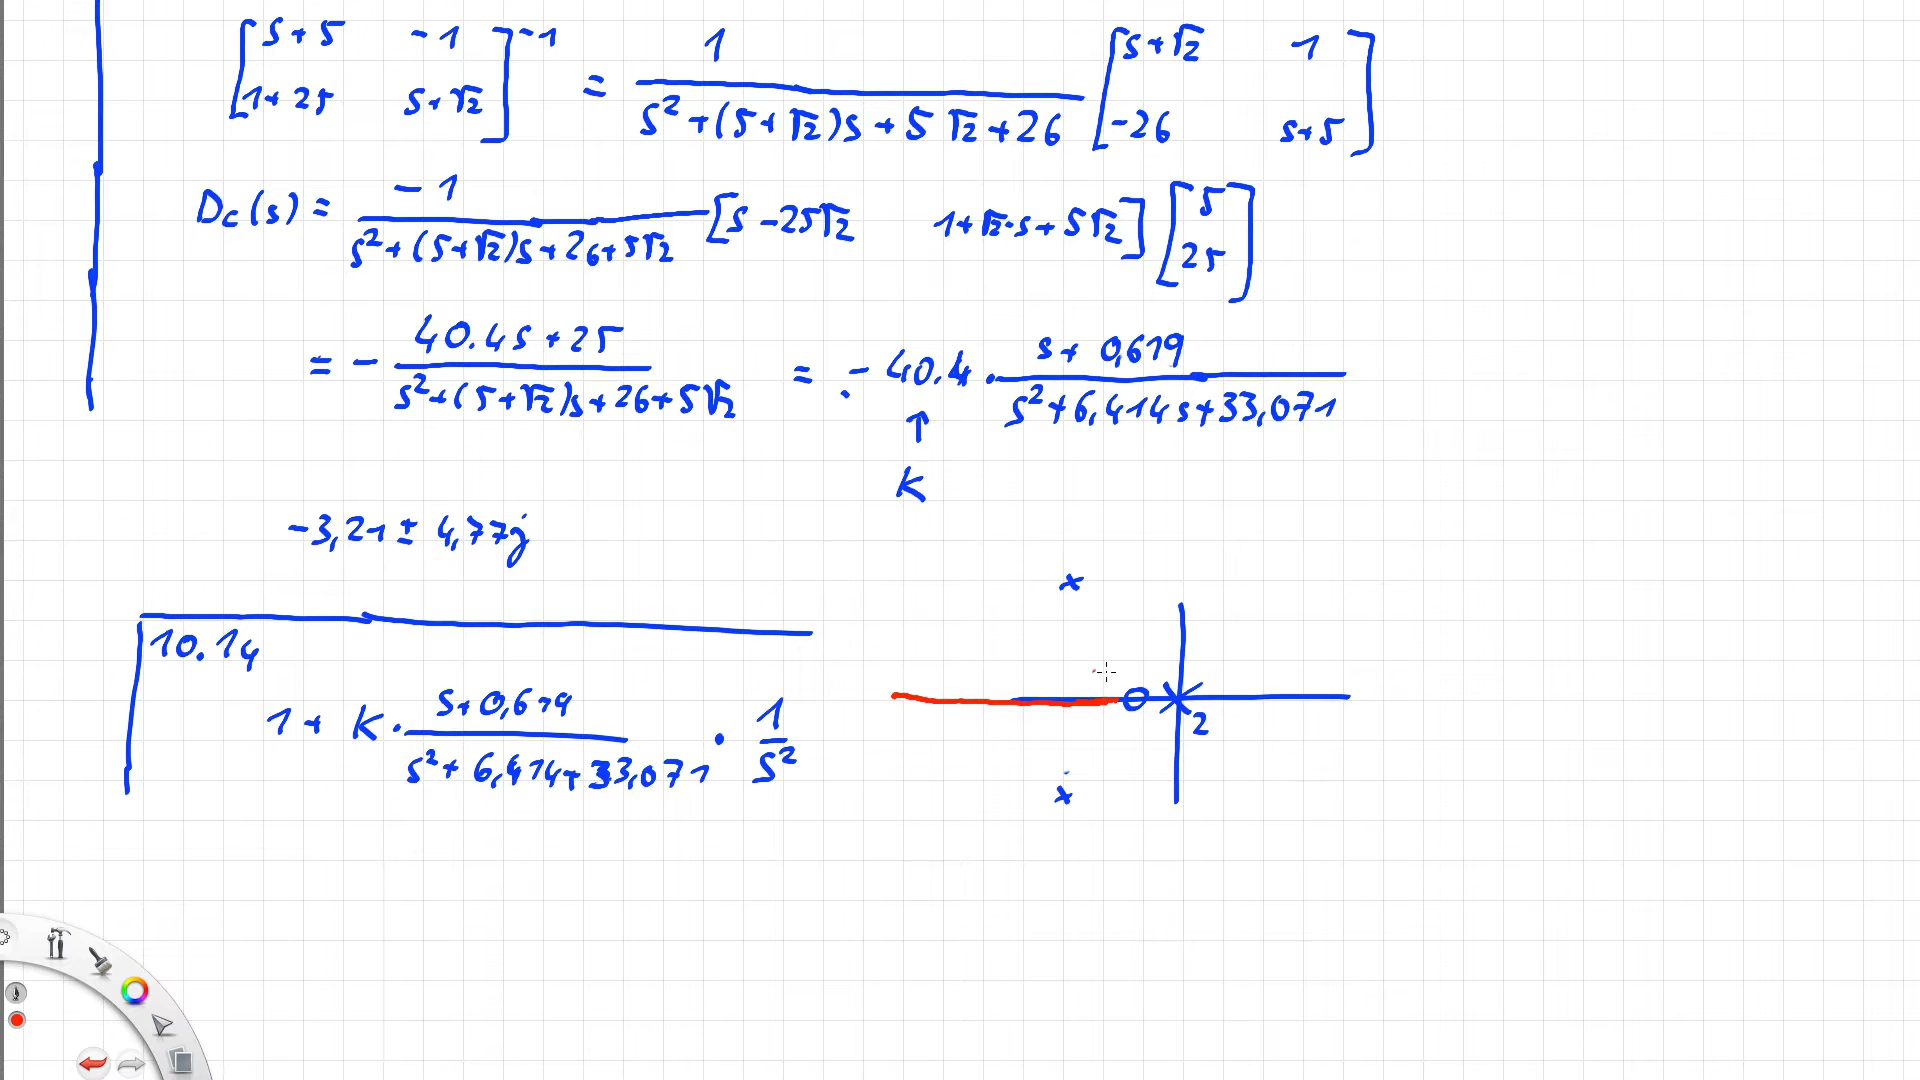 [s+5 -1; 1+25 s+√2]^-1 = 1/(s²+(5+√2)s+5√2+26) [s+√2 1; -26 s+5]
Dc(s) = -1/(s²+(5+√2)s+26+5√2) [s-25√2 1+√2·s+5√2] [5; 25]
= - (40.4s+25)/(s²+(5+√2)s+26+5√2) = - 40.4 · (s+0,619)/(s²+6,414s+33,071)
↑
K
-3,21 ± 4,77j
10.14
1 + K · (s+0,619)/(s²+6,414+33,071) · 1/s²
2